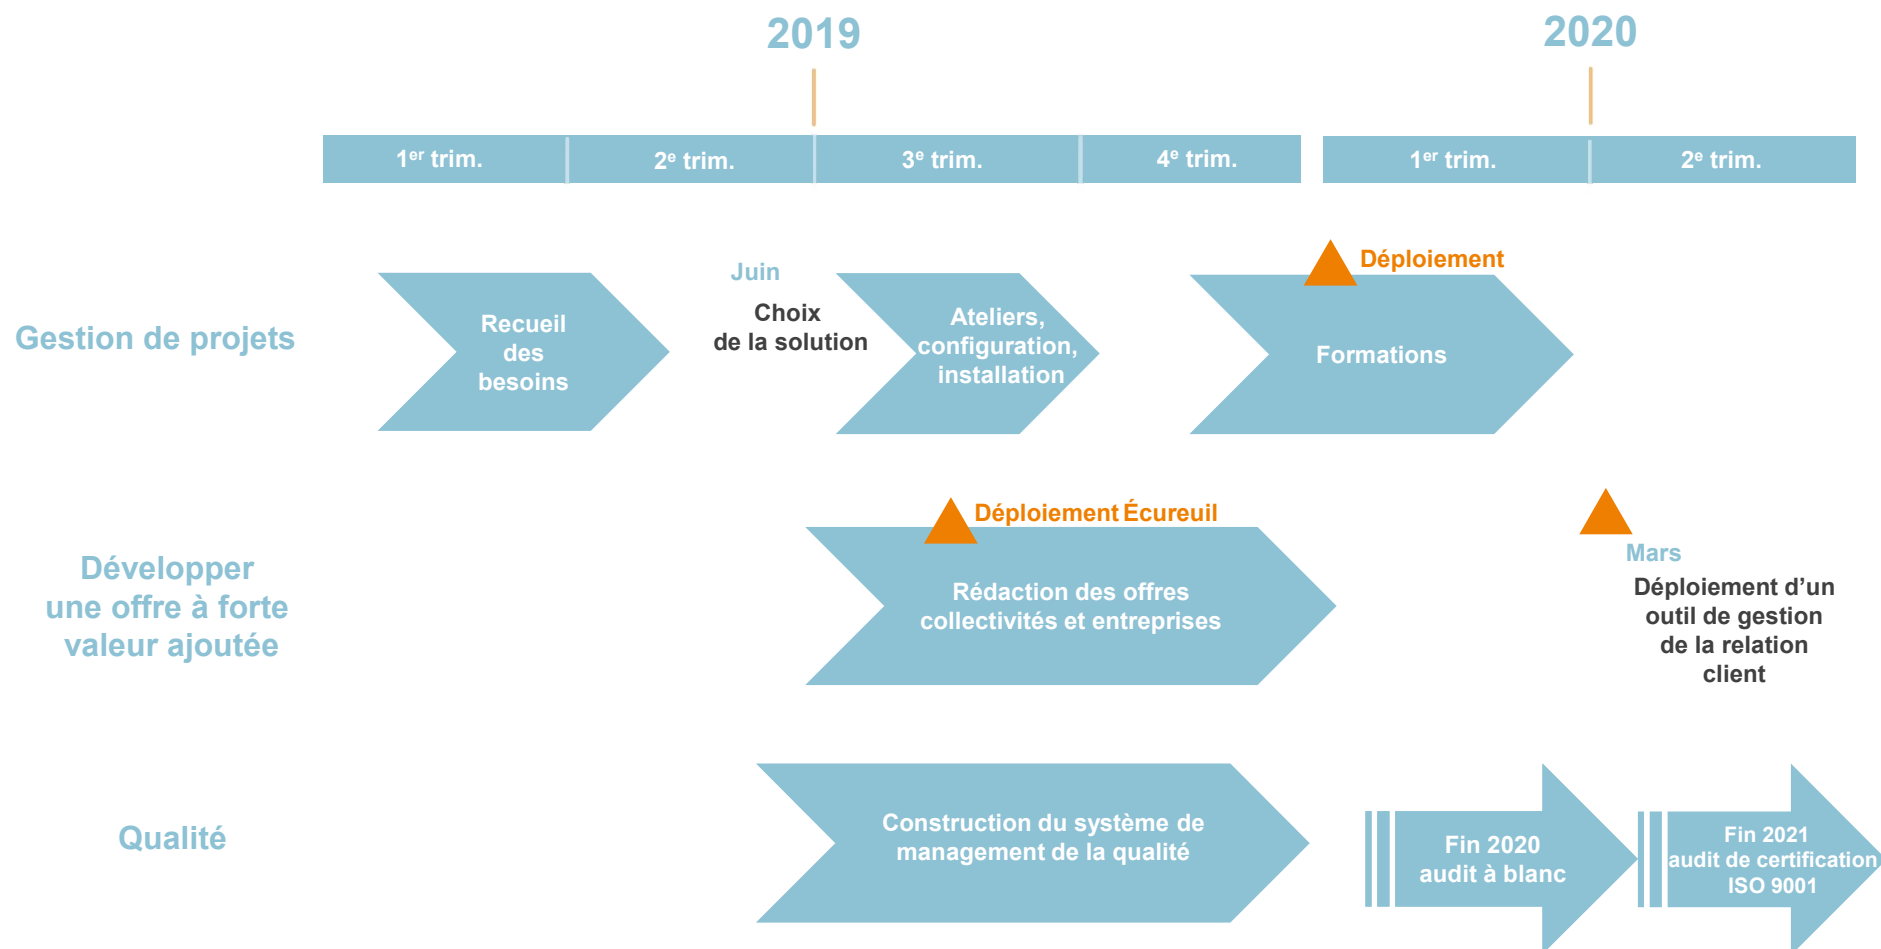 2019
2020
1er trim.
2e trim.
3e trim.
4e trim.
1er trim.
2e trim.
Gestion de projets
Recueil
des
besoins
Juin
Choix
de la solution
Ateliers,
configuration,
installation
Déploiement
Formations
Développer
une offre à forte
valeur ajoutée
Déploiement Écureuil
Rédaction des offres
collectivités et entreprises
Mars
Déploiement d’un
outil de gestion
de la relation
client
Qualité
Construction du système de
management de la qualité
Fin 2020
audit à blanc
Fin 2021
audit de certification
ISO 9001